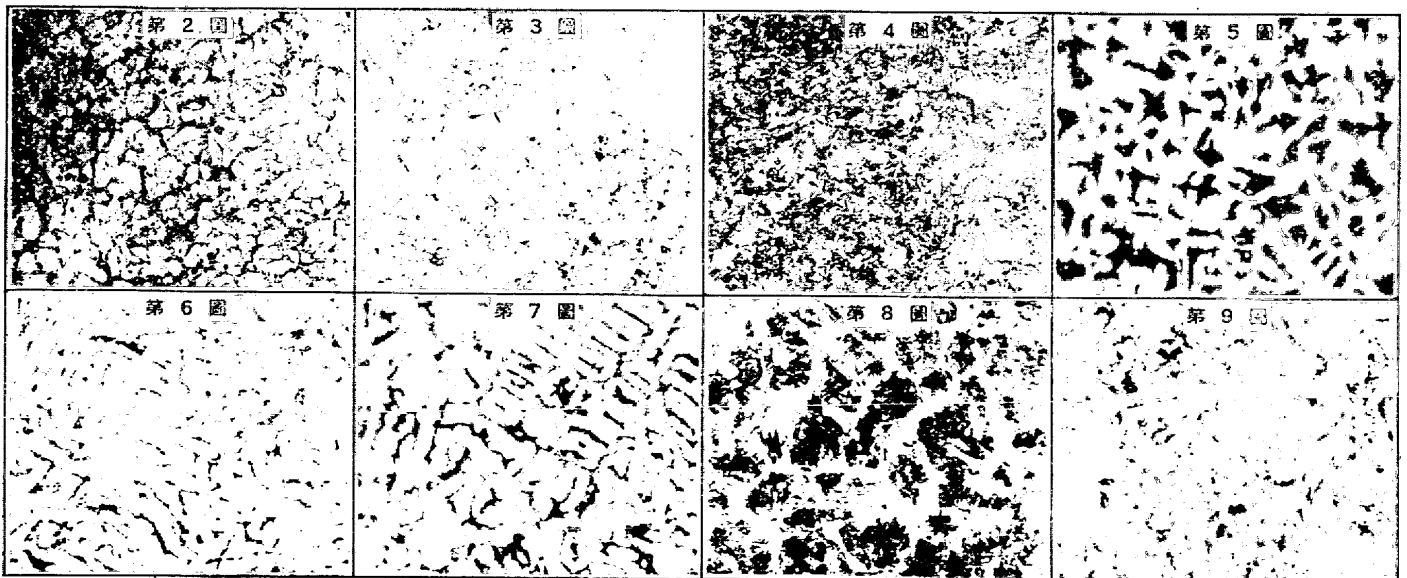 第 2 圖
第 3 圖
第 4 圖
第 5 圖
第 6 圖
第 7 圖
第 8 圖
第 9 圖